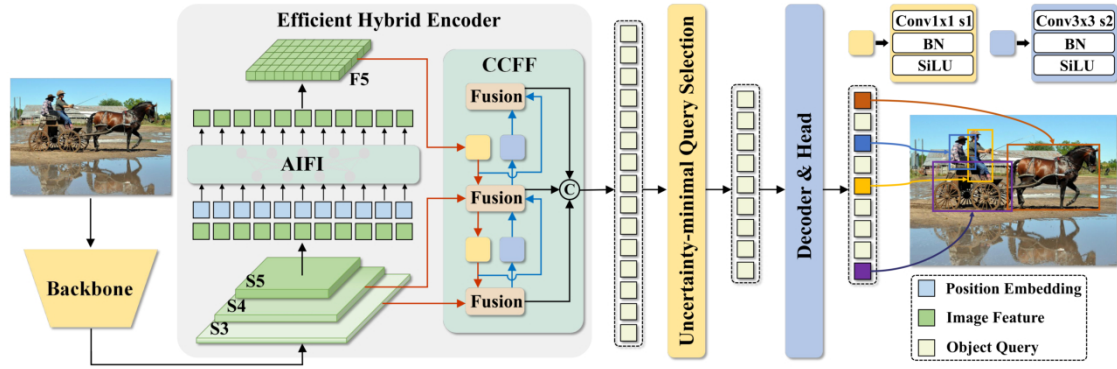 Efficient Hybrid Encoder
F5
CCFF
Fusion
AIFI
Fusion
C
Fusion
S5
S4
S3
Backbone
Uncertainty-minimal Query Selection
Decoder & Head
Conv1x1 s1
BN
SiLU
Conv3x3 s2
BN
SiLU
Position Embedding
Image Feature
Object Query